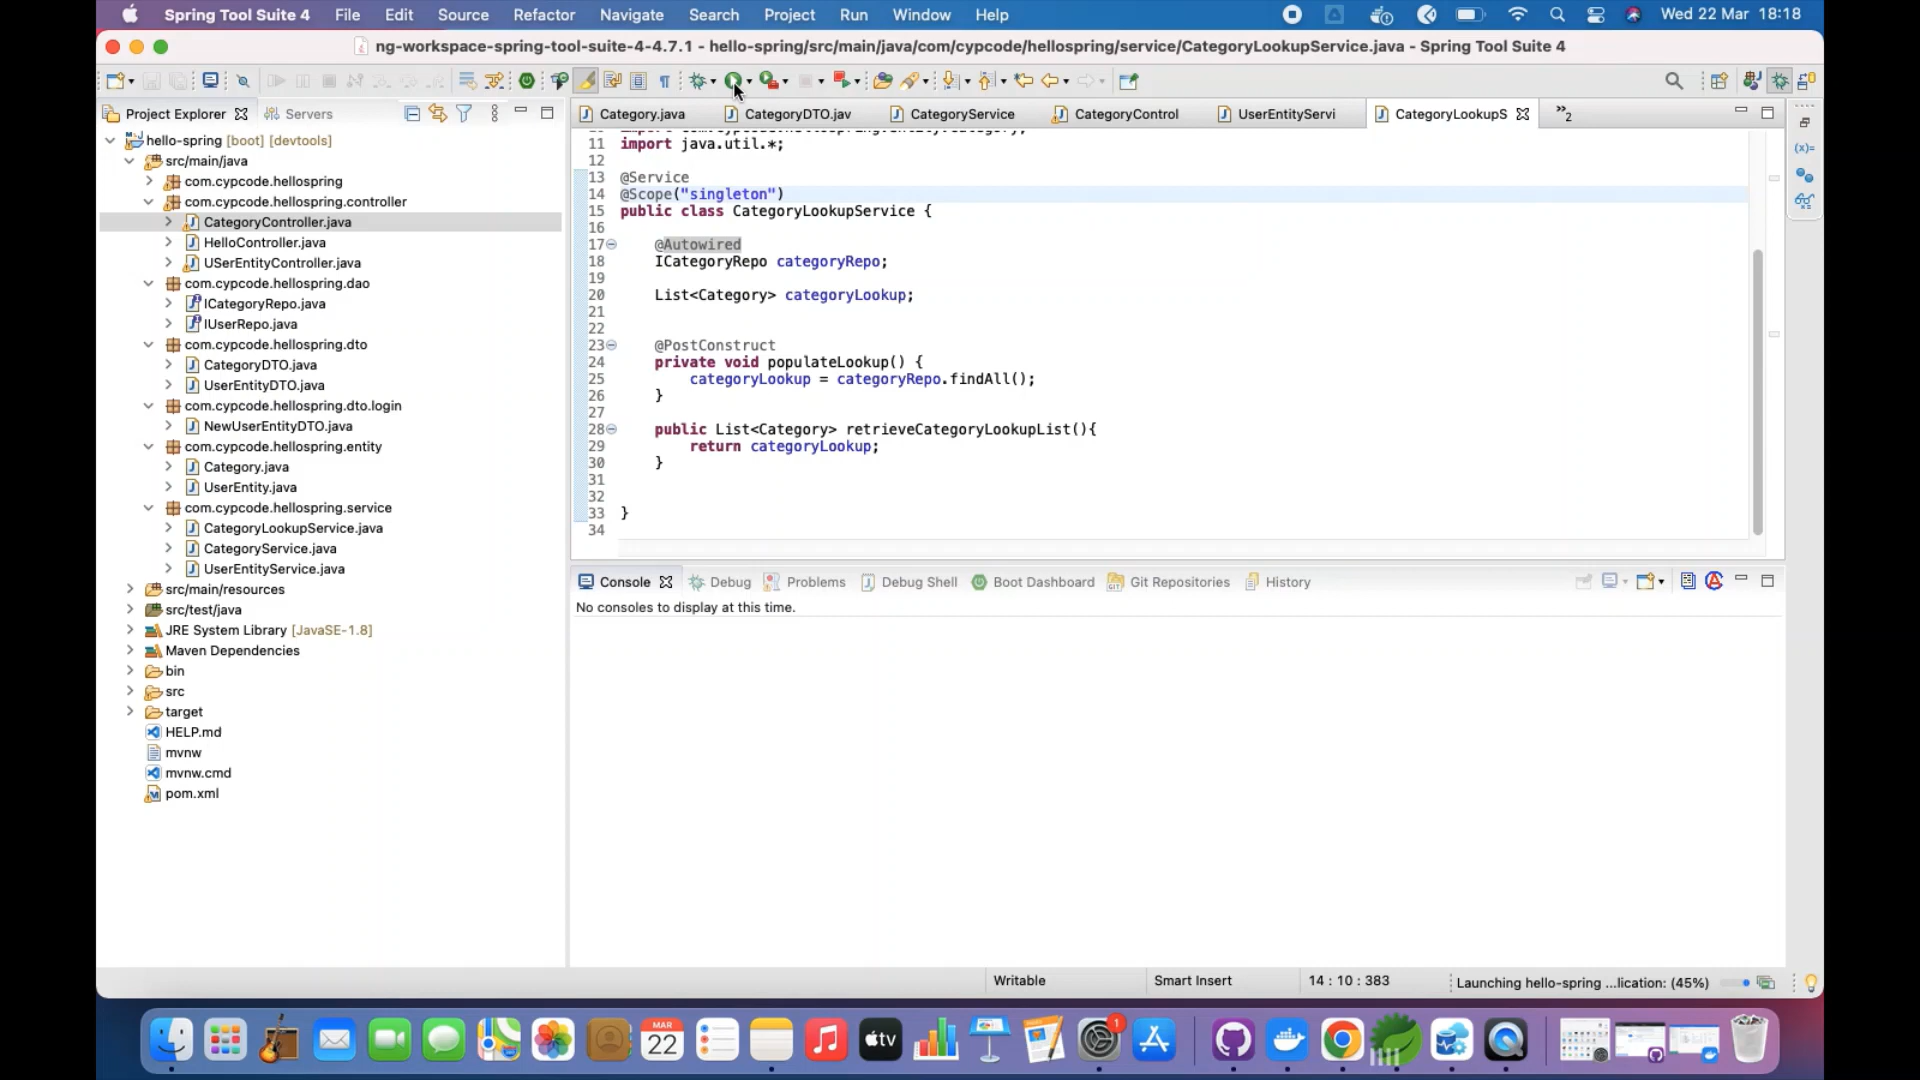 Spring Tool Suite 4 File Edit Source Refactor Navigate Search Project Run Window Help Wed 22 Mar 18:18
ng-workspace-spring-tool-suite-4-4.7.1 - hello-spring/src/main/java/com/cypcode/hellospring/service/CategoryLookupService.java - Spring Tool Suite 4
Project Explorer Servers
hello-spring [boot] [devtools]
src/main/java
com.cypcode.hellospring
com.cypcode.hellospring.controller
CategoryController.java
HelloController.java
USerEntityController.java
com.cypcode.hellospring.dao
ICategoryRepo.java
IUserRepo.java
com.cypcode.hellospring.dto
CategoryDTO.java
UserEntityDTO.java
com.cypcode.hellospring.dto.login
NewUserEntityDTO.java
com.cypcode.hellospring.entity
Category.java
UserEntity.java
com.cypcode.hellospring.service
CategoryLookupService.java
CategoryService.java
UserEntityService.java
src/main/resources
src/test/java
JRE System Library [JavaSE-1.8]
Maven Dependencies
bin
src
target
HELP.md
mvnw
mvnw.cmd
pom.xml
Category.java CategoryDTO.jav CategoryService CategoryControl UserEntityServi CategoryLookupS »2
11 import java.util.*;
12
13 @Service
14 @Scope("singleton")
15 public class CategoryLookupService {
16
17 @Autowired
18 ICategoryRepo categoryRepo;
19
20 List<Category> categoryLookup;
21
22
23 @PostConstruct
24 private void populateLookup() {
25 categoryLookup = categoryRepo.findAll();
26 }
27
28 public List<Category> retrieveCategoryLookupList(){
29 return categoryLookup;
30 }
31
32
33 }
34
Console Debug Problems Debug Shell Boot Dashboard Git Repositories History
No consoles to display at this time.
Writable Smart Insert 14 : 10 : 383 Launching hello-spring ...lication: (45%)
MAR
22
tv
1